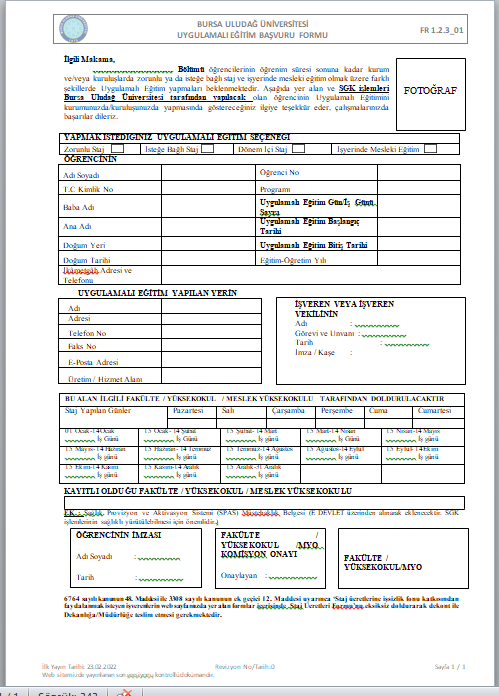 BURSA ULUDAĞ ÜNİVERSİTESİ
UYGULAMALI EĞİTİM BAŞVURU FORMU
FR 1.2.3_01
İlgili Makama,
Bölümü öğrencilerinin öğrenim süresi sonuna kadar kurum
ve/veya kuruluşlarda zorunlu ya da isteğe bağlı staj ve işyerinde mesleki eğitim olmak üzere farklı
şekillerde Uygulamalı Eğitim yapmaları beklenmektedir. Aşağıda yer alan ve SGK işlemleri
Bursa Uludağ Üniversitesi tarafından yapılacak olan öğrencinin Uygulamalı Eğitimini
kurumunuzda/kuruluşunuzda yapmasında göstereceğiniz ilgiye teşekkür eder, çalışmalarınızda
başarılar dileriz.
FOTOĞRAF
YAPMAK İSTEDİĞİNİZ UYGULAMALI EĞİTİM SEÇENEĞİ
Zorunlu Staj İsteğe Bağlı Staj Dönem İçi Staj İşyerinde Mesleki Eğitim
ÖĞRENCİNİN
Adı Soyadı Öğrenci No
T.C Kimlik No Programı
Baba Adı Uygulamalı Eğitim Gün/İş Günü
Sayısı
Ana Adı Uygulamalı Eğitim Başlangıç
Tarihi
Doğum Yeri Uygulamalı Eğitim Bitiş Tarihi
Doğum Tarihi Eğitim-Öğretim Yılı
İkametgah Adresi ve
Telefonu
UYGULAMALI EĞİTİM YAPILAN YERİN
Adı
Adresi
Telefon No
Faks No
E-Posta Adresi
Üretim / Hizmet Alanı
İŞVEREN VEYA İŞVEREN
VEKİLİNİN
Adı :
Görevi ve Unvanı :
Tarih :
İmza / Kaşe :
BU ALAN İLGİLİ FAKÜLTE / YÜKSEKOKUL / MESLEK YÜKSEKOKULU TARAFINDAN DOLDURULACAKTIR
Staj Yapılan Günler Pazartesi Salı Çarşamba Perşembe Cuma Cumartesi
01 Ocak-14Ocak 15 Ocak-14 Şubat 15 Şubat-14 Mart 15 Mart-14 Nisan 15 Nisan-14 Mayıs
İş Günü İş Günü İş günü İş Günü İş günü
15 Mayıs-14 Haziran 15 Haziran-14 Temmuz 15 Temmuz-14 Ağustos 15 Ağustos-14 Eylül 15 Eylül-14 Ekim
İş günü İş günü İş günü İş günü İş günü
15 Ekim-14 Kasım 15 Kasım-14 Aralık 15 Aralık-31 Aralık
İş günü İş günü İş günü
KAYITLI OLDUĞU FAKÜLTE / YÜKSEKOKUL / MESLEK YÜKSEKOKULU
EK : Sağlık Provizyon ve Aktivasyon Sistemi (SPAS) Müstehaklık Belgesi (E DEVLET üzerinden alınarak eklenecektir. SGK
işlemlerinin sağlıklı yürütülebilmesi için önemlidir.)
ÖĞRENCİNİN İMZASI
Adı Soyadı :
Tarih :
FAKÜLTE /
YÜKSEKOKUL /MYO
KOMİSYON ONAYI
Onaylayan :
FAKÜLTE /
YÜKSEKOKUL/MYO
6764 sayılı kanunun 48. Maddesi ile 3308 sayılı kanunun ek geçici 12. Maddesi uyarınca ‘Staj ücretlerine işsizlik fonu katkısından
faydalanmak isteyen işverenlerin web sayfamızda yer alan formlar içerisinde Staj Ücretleri Formu'nu eksiksiz doldurarak dekont ile
Dekanlığa/Müdürlüğe teslim etmesi gerekmektedir.
İlk Yayın Tarihi: 23.02.2022 Revizyon No/Tarih:0 Sayfa 1 / 1
Web sitemizde yayınlanan son versiyonu kontrollü dokümandır.